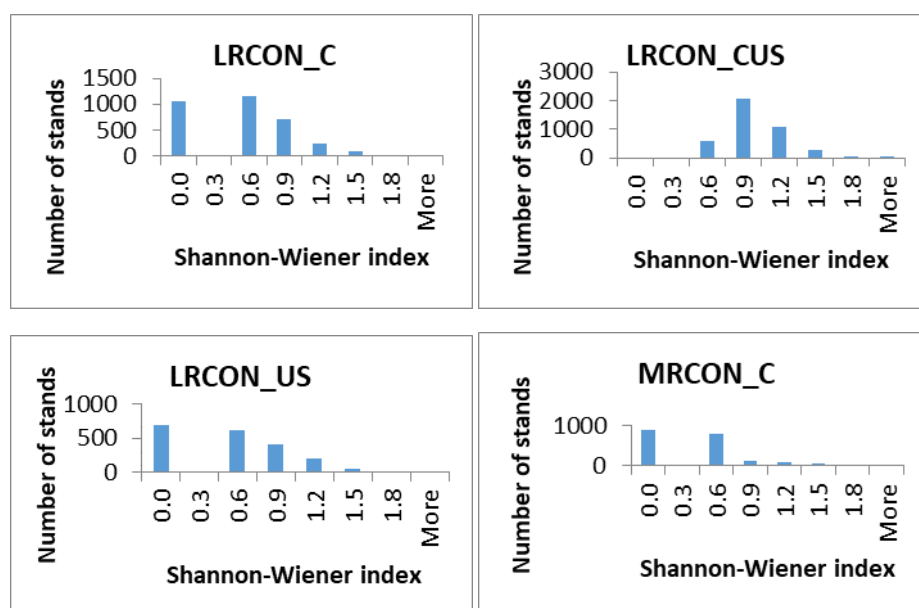 LRCON_C
Number of stands
1500
1000
500
0
0.0 0.3 0.6 0.9 1.2 1.5 1.8 More
Shannon-Wiener index
LRCON_CUS
Number of stands
3000
2000
1000
0
0.0 0.3 0.6 0.9 1.2 1.5 1.8 More
Shannon-Wiener index
LRCON_US
Number of stands
1000
500
0
0.0 0.3 0.6 0.9 1.2 1.5 1.8 More
Shannon-Wiener index
MRCON_C
Number of stands
1000
0
0.0 0.3 0.6 0.9 1.2 1.5 1.8 More
Shannon-Wiener index